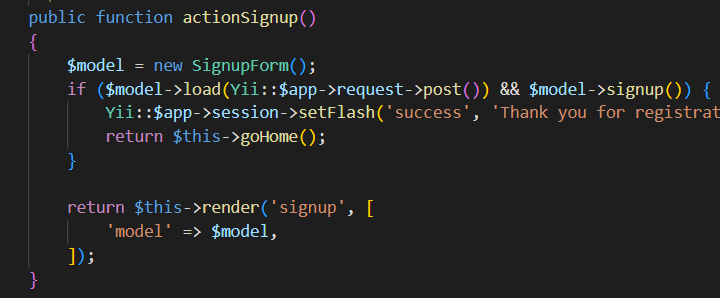 public function actionSignup()
{
    $model = new SignupForm();
    if ($model->load(Yii::$app->request->post()) && $model->signup()) {
        Yii::$app->session->setFlash('success', 'Thank you for registrat
        return $this->goHome();
    }

    return $this->render('signup', [
        'model' => $model,
    ]);
}